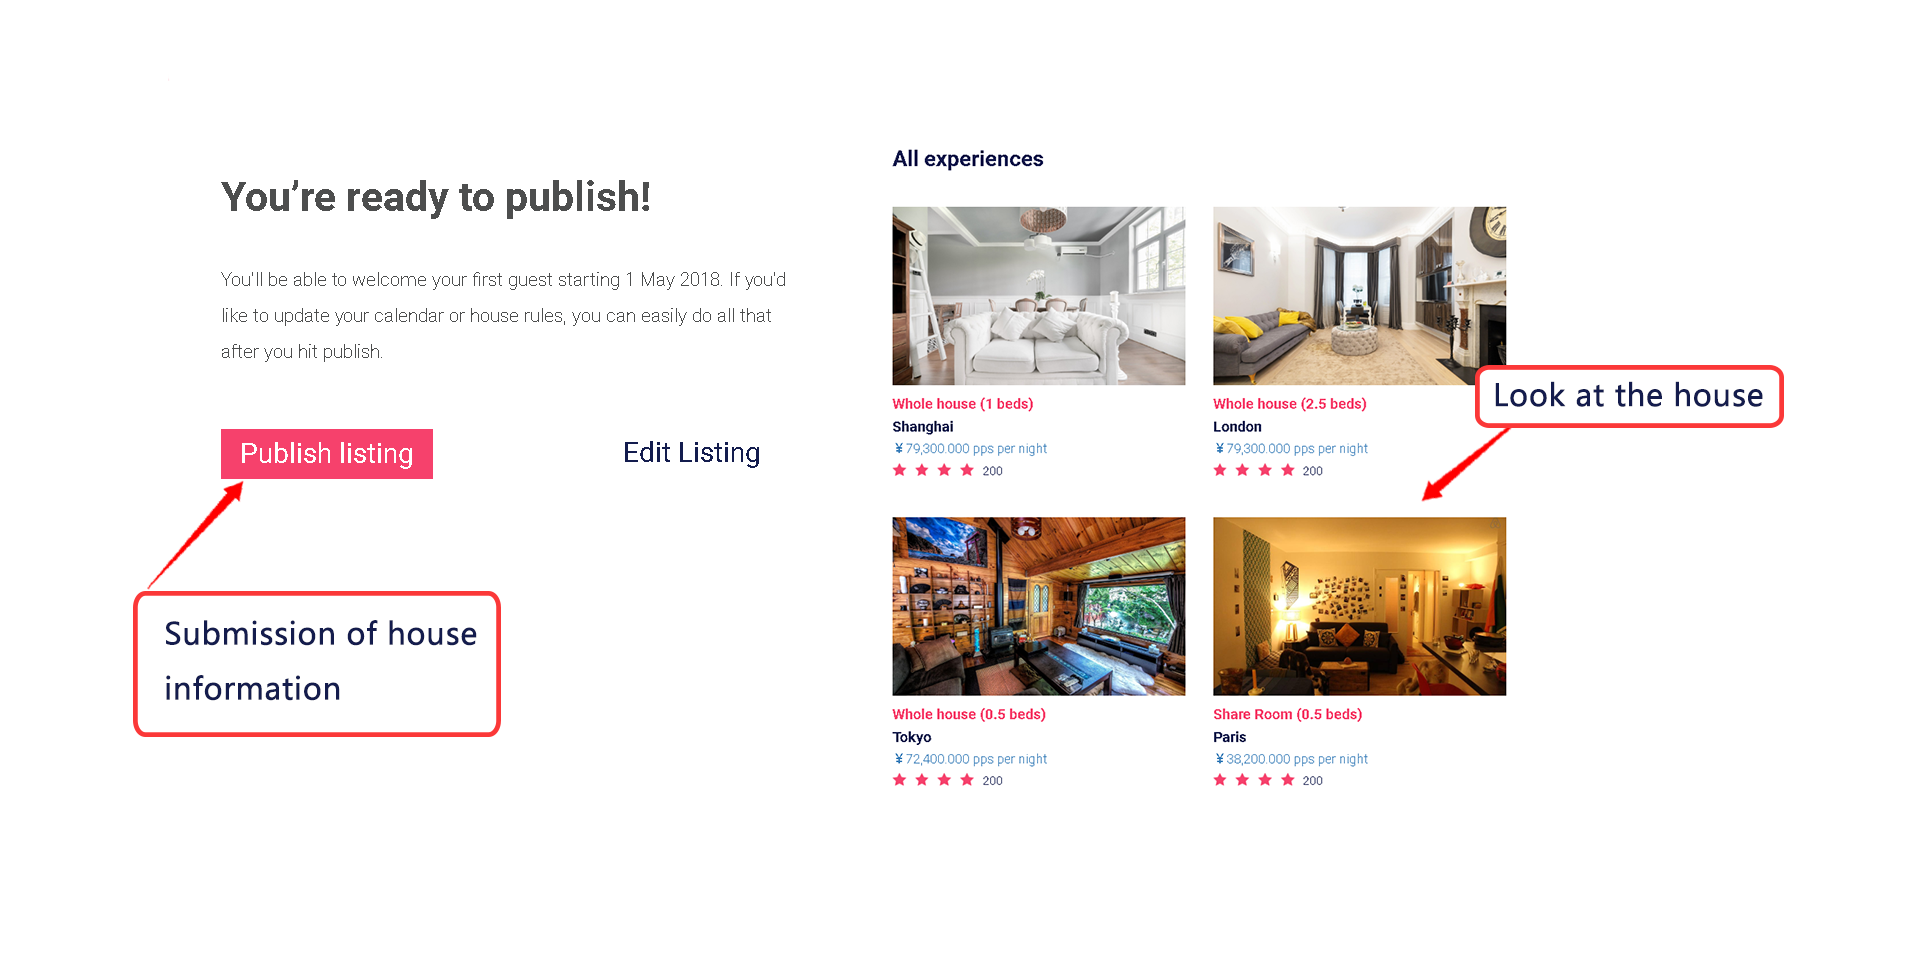 You're ready to publish!
You'll be able to welcome your first guest starting 1 May 2018. If you'd
like to update your calendar or house rules, you can easily do all that
after you hit publish.
Publish listing
Edit Listing
Submission of house
information
All experiences
Whole house (1 beds)
Shanghai
¥79,300.000 pps per night
200
Whole house (2.5 beds)
London
¥79,300.000 pps per night
200
Look at the house
Whole house (0.5 beds)
Tokyo
¥72,400.000 pps per night
200
Share Room (0.5 beds)
Paris
¥38,200.000 pps per night
200